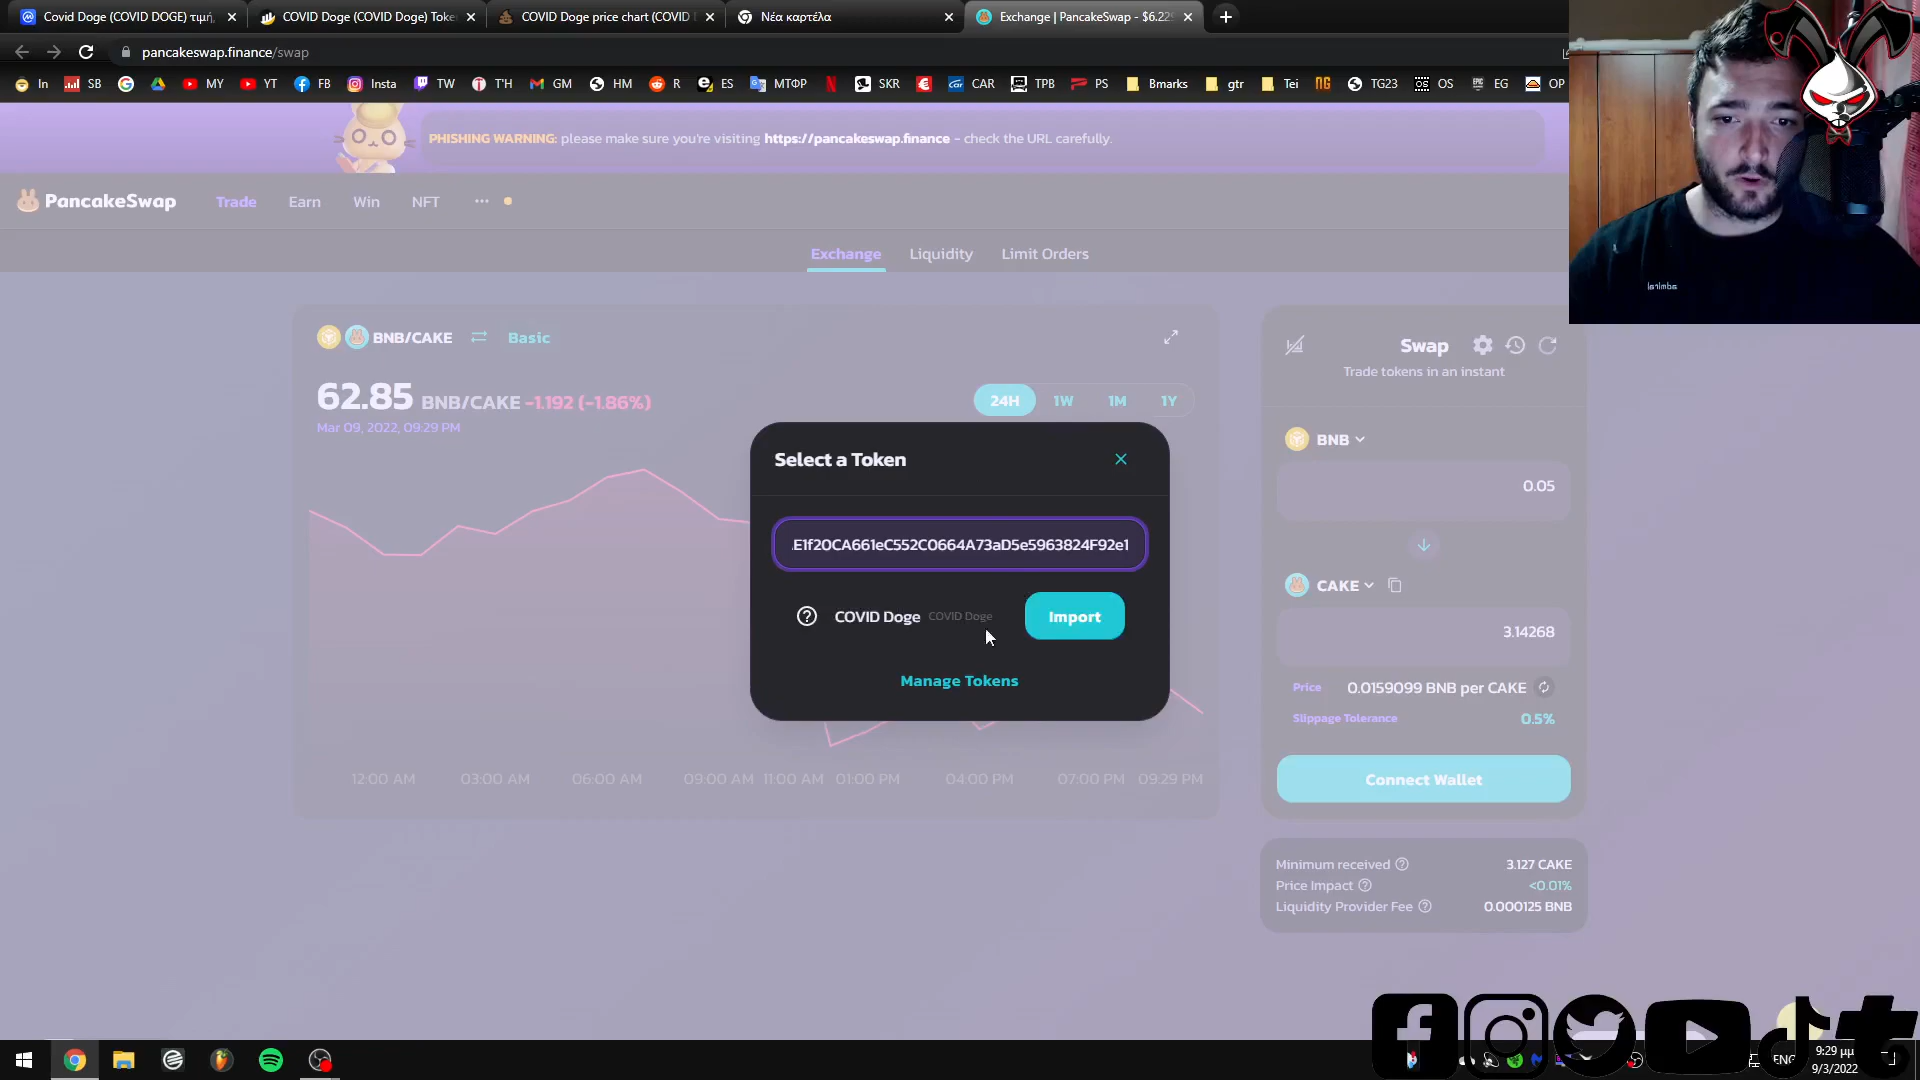 Covid Doge (COVID DOGE) τιμή,
COVID Doge (COVID Doge) Toke
COVID Doge price chart (COVID D
Νέα καρτέλα
Exchange | PancakeSwap - $6.229
pancakeswap.finance/swap
In
SB
MY
YT
FB
Insta
TW
T'H
GM
HM
R
ES
ΜΤΦΡ
SKR
CAR
TPB
PS
Bmarks
gtr
Tei
NG
TG23
OS
EG
OP
PHISHING WARNING: please make sure you're visiting https://pancakeswap.finance - check the URL carefully.
PancakeSwap
Trade
Earn
Win
NFT
Exchange
Liquidity
Limit Orders
BNB/CAKE
Basic
62.85 BNB/CAKE -1.192 (-1.86%)
24H
1W
1M
1Y
Mar 09, 2022, 09:29 PM
Select a Token
.E1f20CA661eC552C0664A73aD5e5963824F92e1
COVID Doge COVID Doge
Import
Manage Tokens
12:00 AM
03:00 AM
06:00 AM
09:00 AM
11:00 AM
01:00 PM
04:00 PM
07:00 PM
09:29 PM
Swap
Trade tokens in an instant
BNB
0.05
CAKE
3.14268
Price
0.0159099 BNB per CAKE
Slippage Tolerance
0.5%
Connect Wallet
Minimum received
3.127 CAKE
Price Impact
<0.01%
Liquidity Provider Fee
0.000125 BNB
ENG
9:29 μμ
9/3/2022